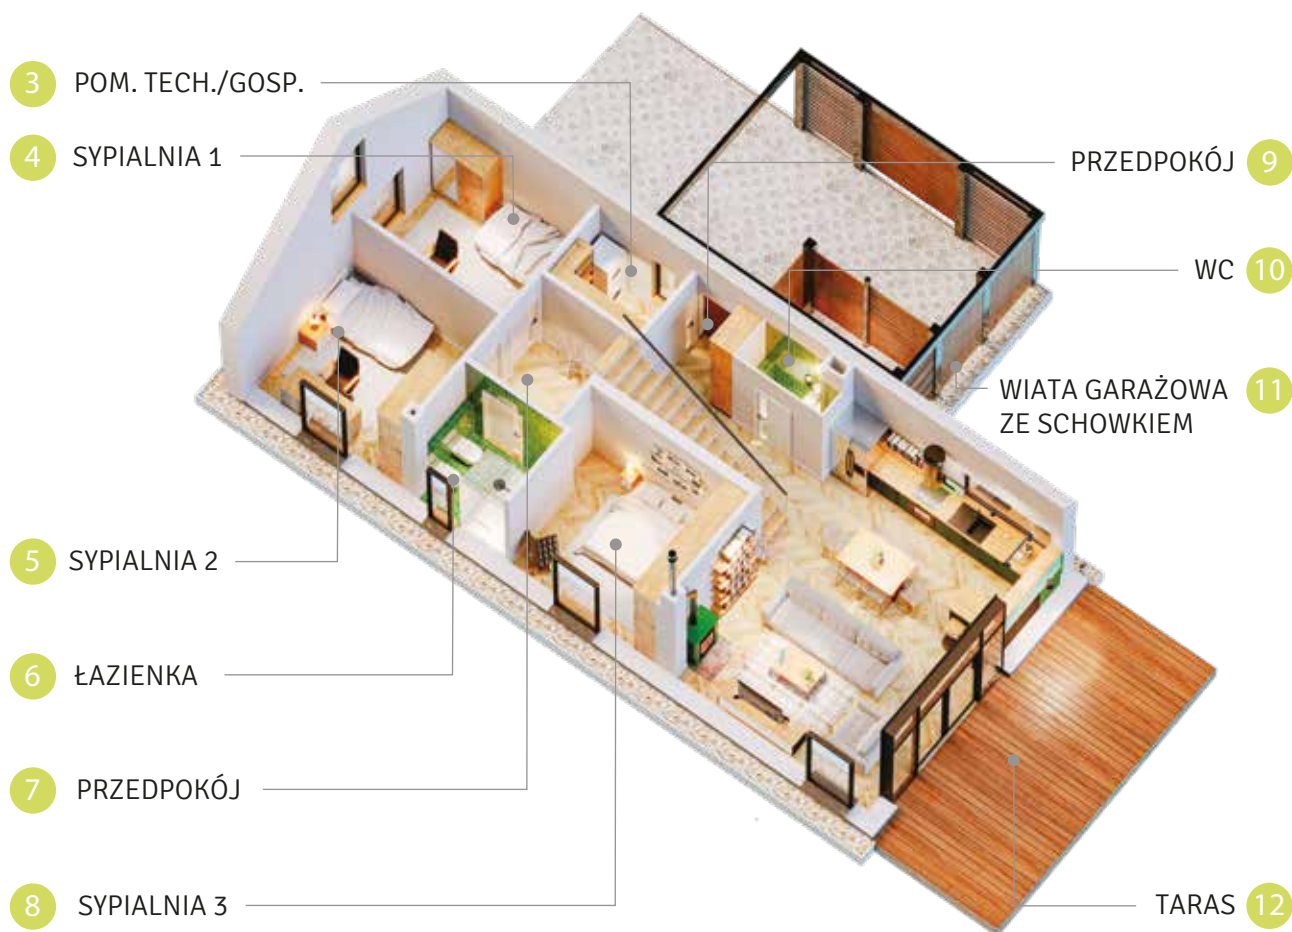 3 POM. TECH./GOSP.
4 SYPIALNIA 1
5 SYPIALNIA 2
6 ŁAZIENKA
7 PRZEDPOKÓJ
8 SYPIALNIA 3
PRZEDPOKÓJ 9
WC 10
WIATA GARAŻOWA 11
ZE SCHOWKIEM
TARAS 12